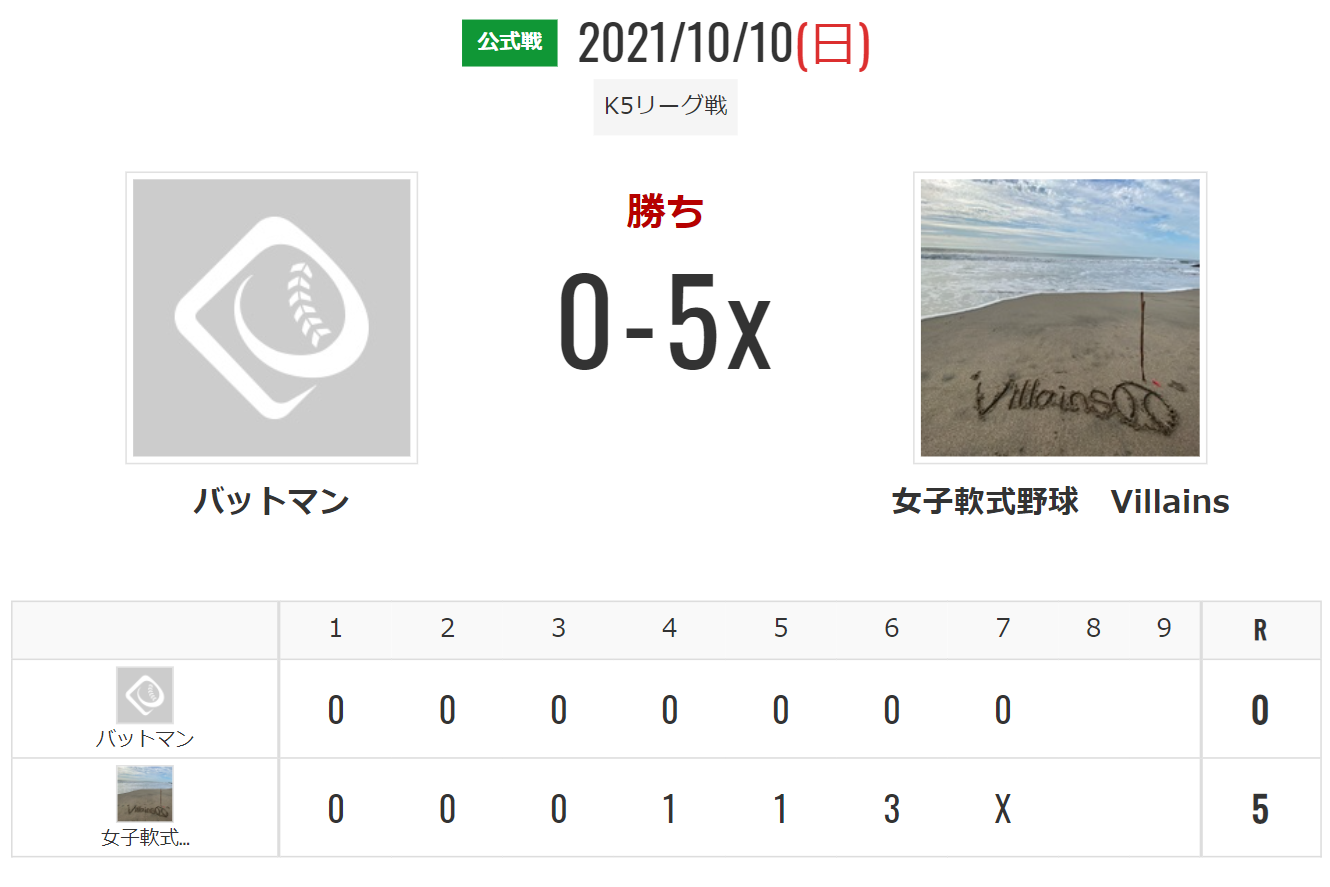 公式戦 2021/10/10(日)
K5リーグ戦
勝ち
0-5x
Villains
バットマン
女子軟式野球　Villains
1 2 3 4 5 6 7 8 9 R
バットマン
0 0 0 0 0 0 0 0
Villains
女子軟式...
0 0 0 1 1 3 X 5